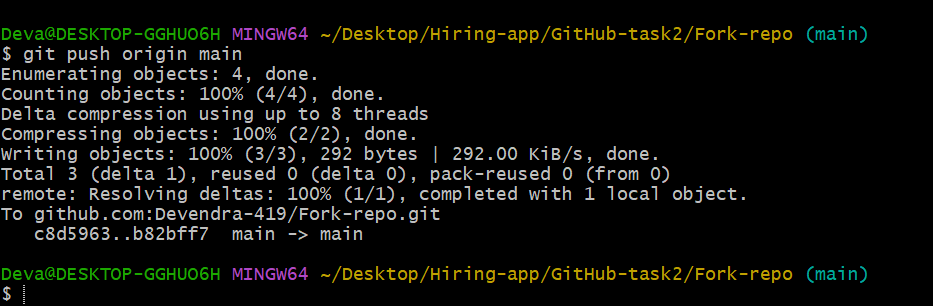 Deva@DESKTOP-GGHUO6H MINGW64 ~/Desktop/Hiring-app/GitHub-task2/Fork-repo (main)
$ git push origin main
Enumerating objects: 4, done.
Counting objects: 100% (4/4), done.
Delta compression using up to 8 threads
Compressing objects: 100% (2/2), done.
Writing objects: 100% (3/3), 292 bytes | 292.00 KiB/s, done.
Total 3 (delta 1), reused 0 (delta 0), pack-reused 0 (from 0)
remote: Resolving deltas: 100% (1/1), completed with 1 local object.
To github.com:Devendra-419/Fork-repo.git
   c8d5963..b82bff7  main -> main
Deva@DESKTOP-GGHUO6H MINGW64 ~/Desktop/Hiring-app/GitHub-task2/Fork-repo (main)
$